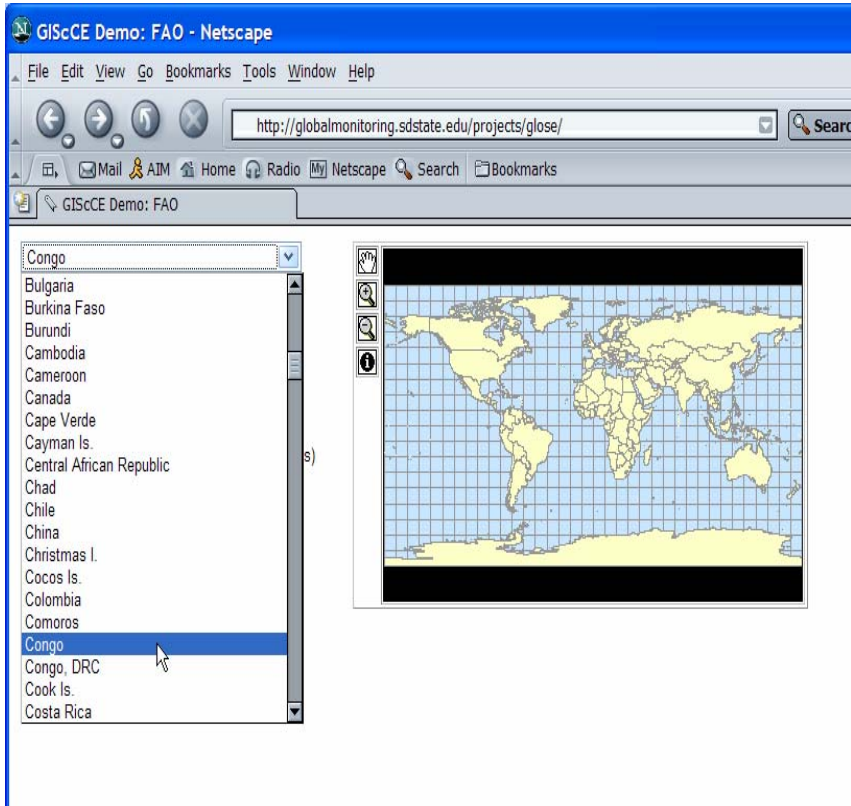 GIScCE Demo: FAO - Netscape
File Edit View Go Bookmarks Tools Window Help
http://globalmonitoring.sdstate.edu/projects/glose/ Searc
Mail AIM Home Radio My Netscape Search Bookmarks
GIScCE Demo: FAO
Congo
Bulgaria
Burkina Faso
Burundi
Cambodia
Cameroon
Canada
Cape Verde
Cayman Is.
Central African Republic
s)
Chad
Chile
China
Christmas I.
Cocos Is.
Colombia
Comoros
Congo
Congo, DRC
Cook Is.
Costa Rica